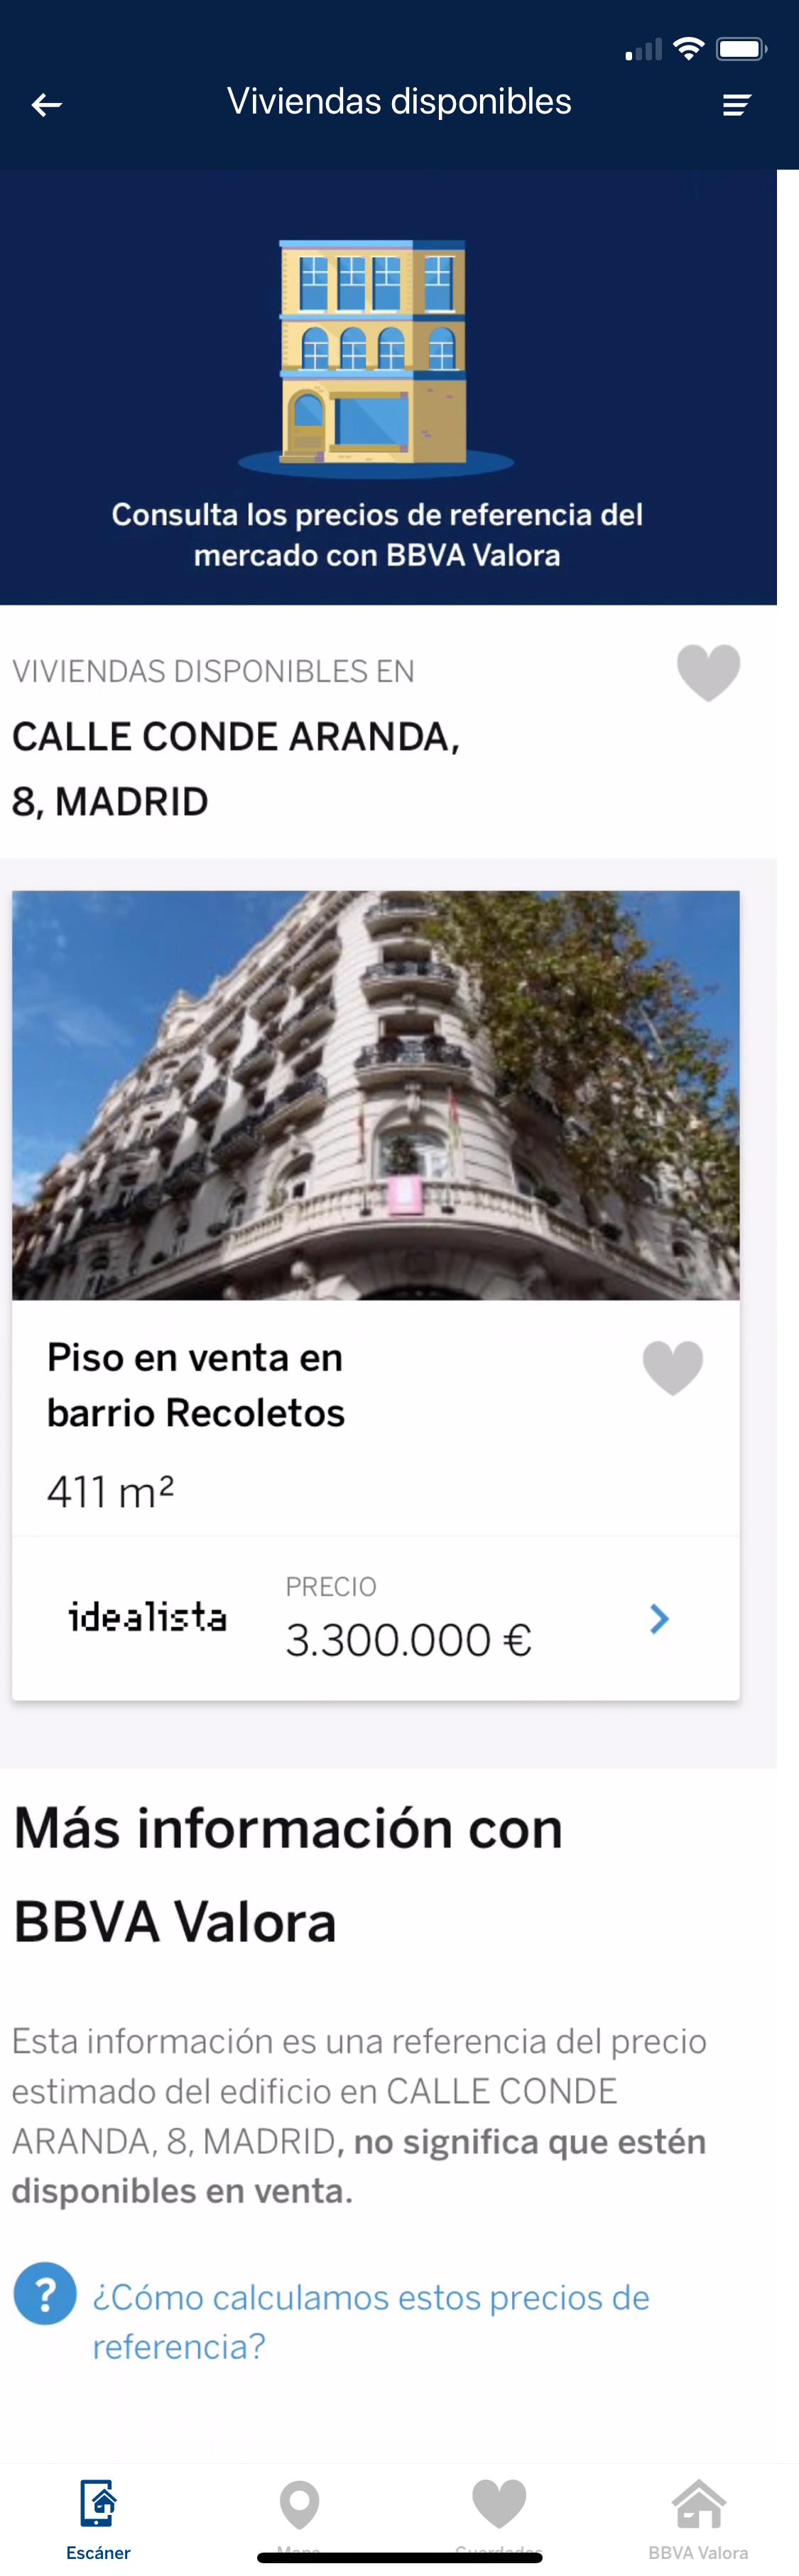 Viviendas disponibles
Consulta los precios de referencia del
mercado con BBVA Valora
VIVIENDAS DISPONIBLES EN
CALLE CONDE ARANDA,
8, MADRID
Piso en venta en
barrio Recoletos
411 m²
idealista
PRECIO
3.300.000 €
Más información con
BBVA Valora
Esta información es una referencia del precio
estimado del edificio en CALLE CONDE
ARANDA, 8, MADRID, no significa que estén
disponibles en venta.
?
¿Cómo calculamos estos precios de
referencia?
Escáner
Mapa
Guardados
BBVA Valora